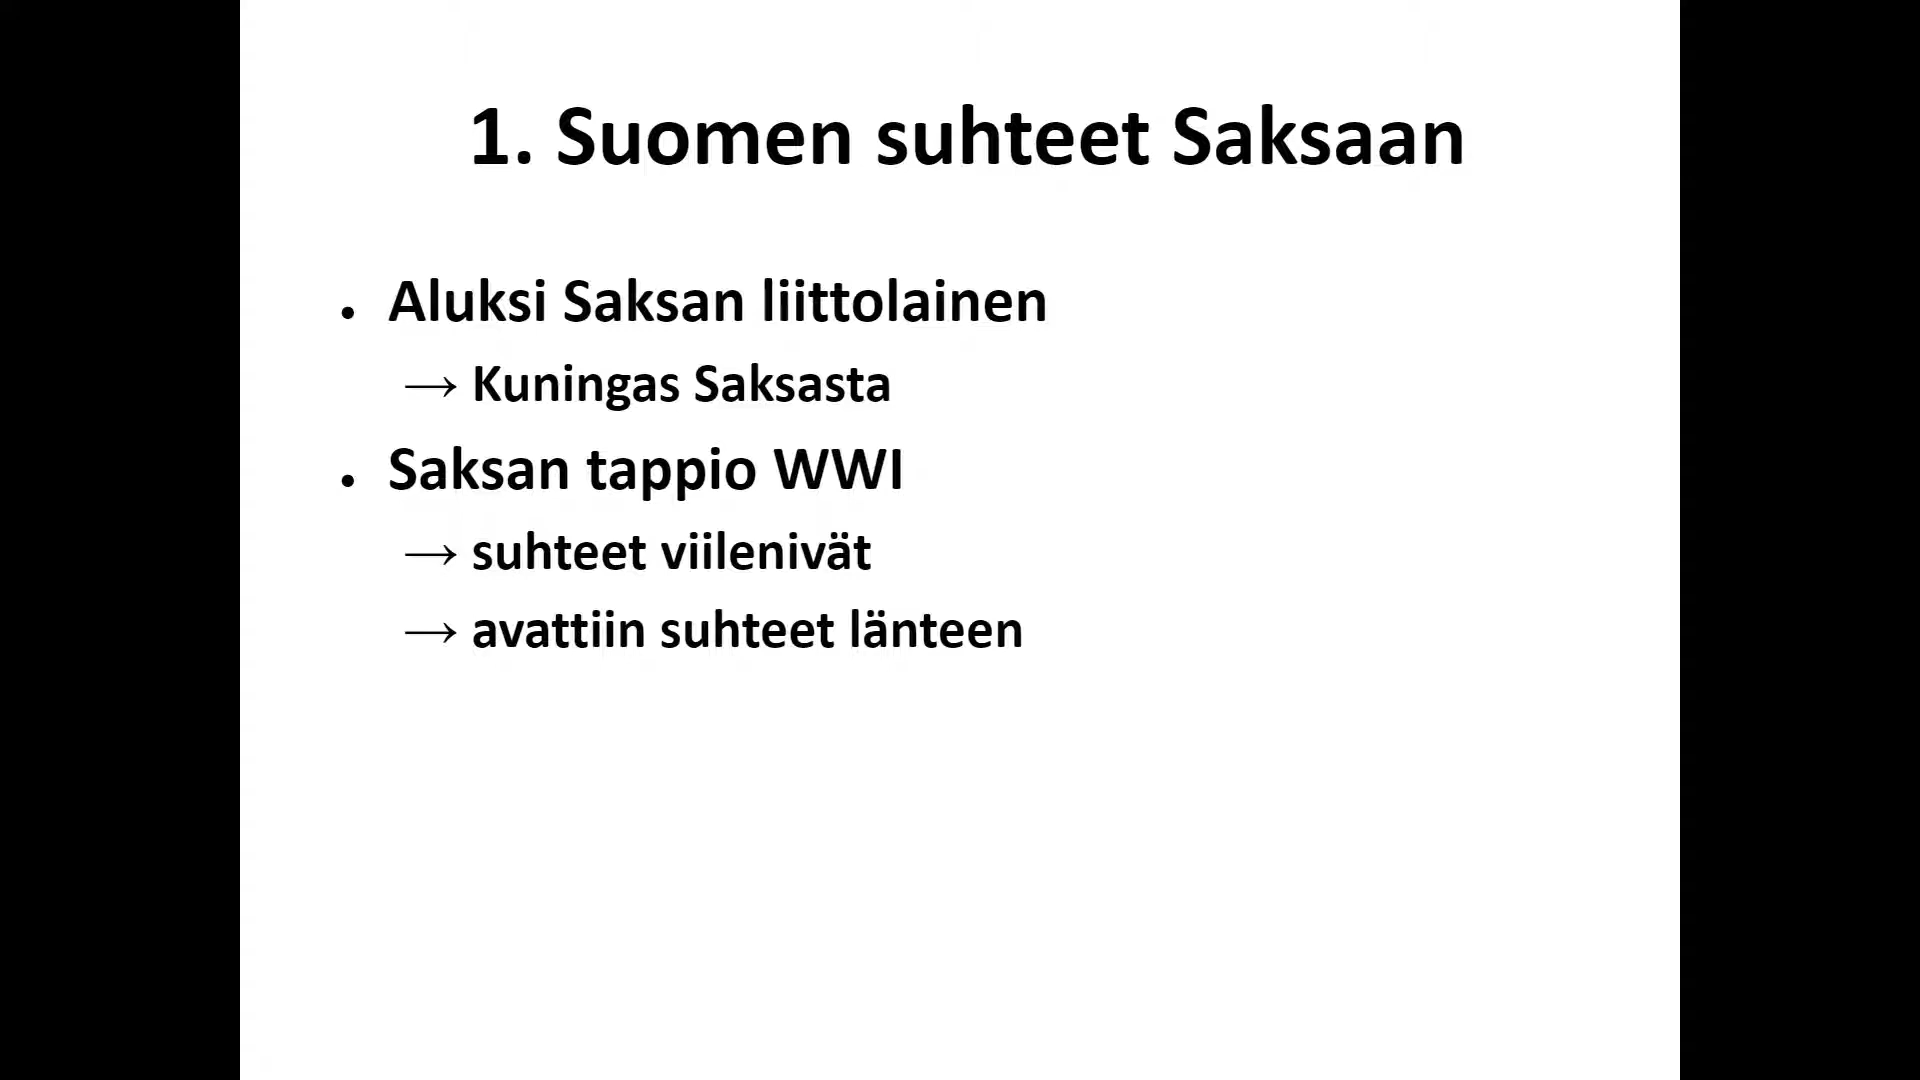 1. Suomen suhteet Saksaan
• Aluksi Saksan liittolainen
→ Kuningas Saksasta
• Saksan tappio WWI
→ suhteet viilenivät
→ avattiin suhteet länteen